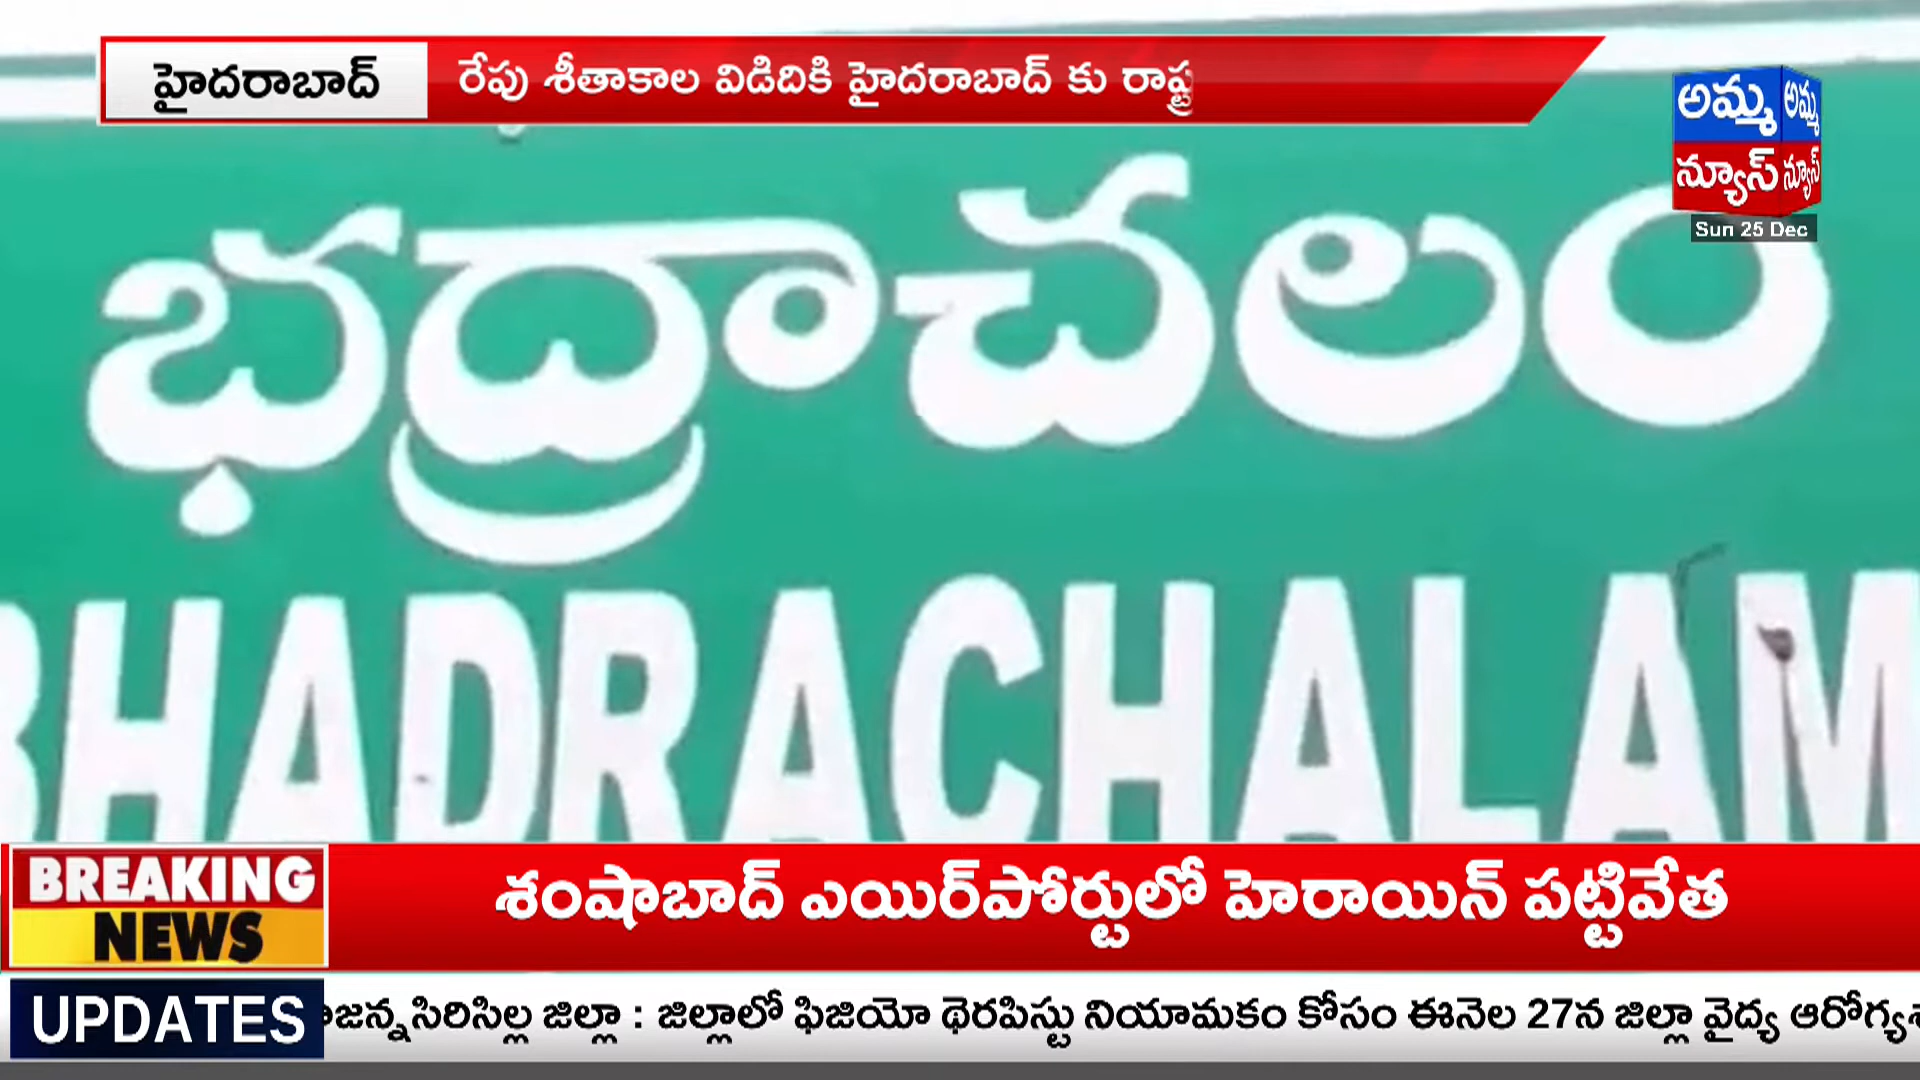 హైదరాబాద్
రేపు శీతాకాల విడిదికి హైదరాబాద్ కు రాష్ట్ర
అమ్మ అమ్మ
న్యూస్ న్యూస్
Sun 25 Dec
భద్రాచలం
BHADRACHALAM
BREAKING
NEWS
శంషాబాద్ ఎయిర్‌పోర్టులో హెరాయిన్ పట్టివేత
UPDATES
జన్నసిరిసిల్ల జిల్లా : జిల్లాలో ఫిజియో థెరపిస్టు నియామకం కోసం ఈనెల 27న జిల్లా వైద్య